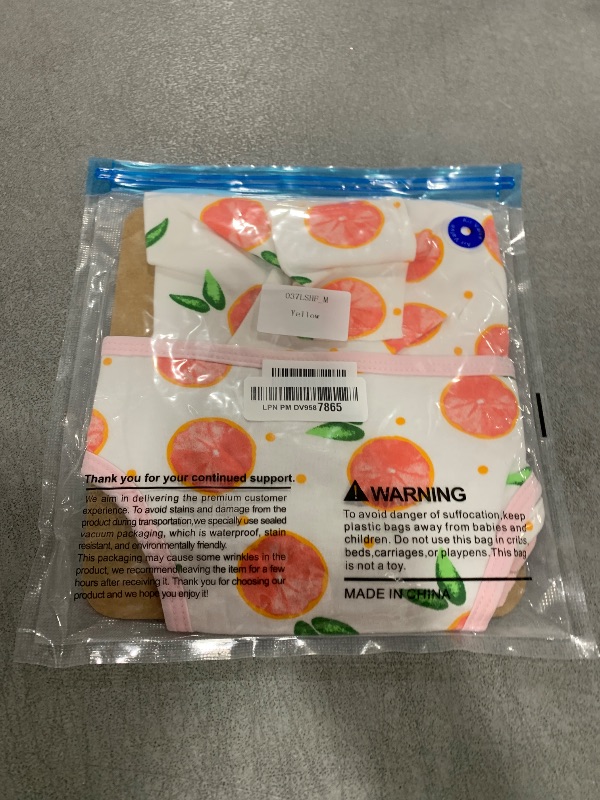 037LSHP_M
Yellow
LPN PM DV958 7865
Thank you for your continued support.
We aim in delivering the premium customer
experience. To avoid stains and damage from the
product during transportation,we specially use sealed
vacuum packaging, which is waterproof, stain
resistant, and environmentally friendly.
This packaging may cause some wrinkles in the
product, we recommend leaving the item for a few
hours after receiving it. Thank you for choosing our
product and we hope you enjoy it!
WARNING
To avoid danger of suffocation,keep
plastic bags away from babies and
children. Do not use this bag in cribs,
beds,carriages,or playpens.This bag
is not a toy.
MADE IN CHINA